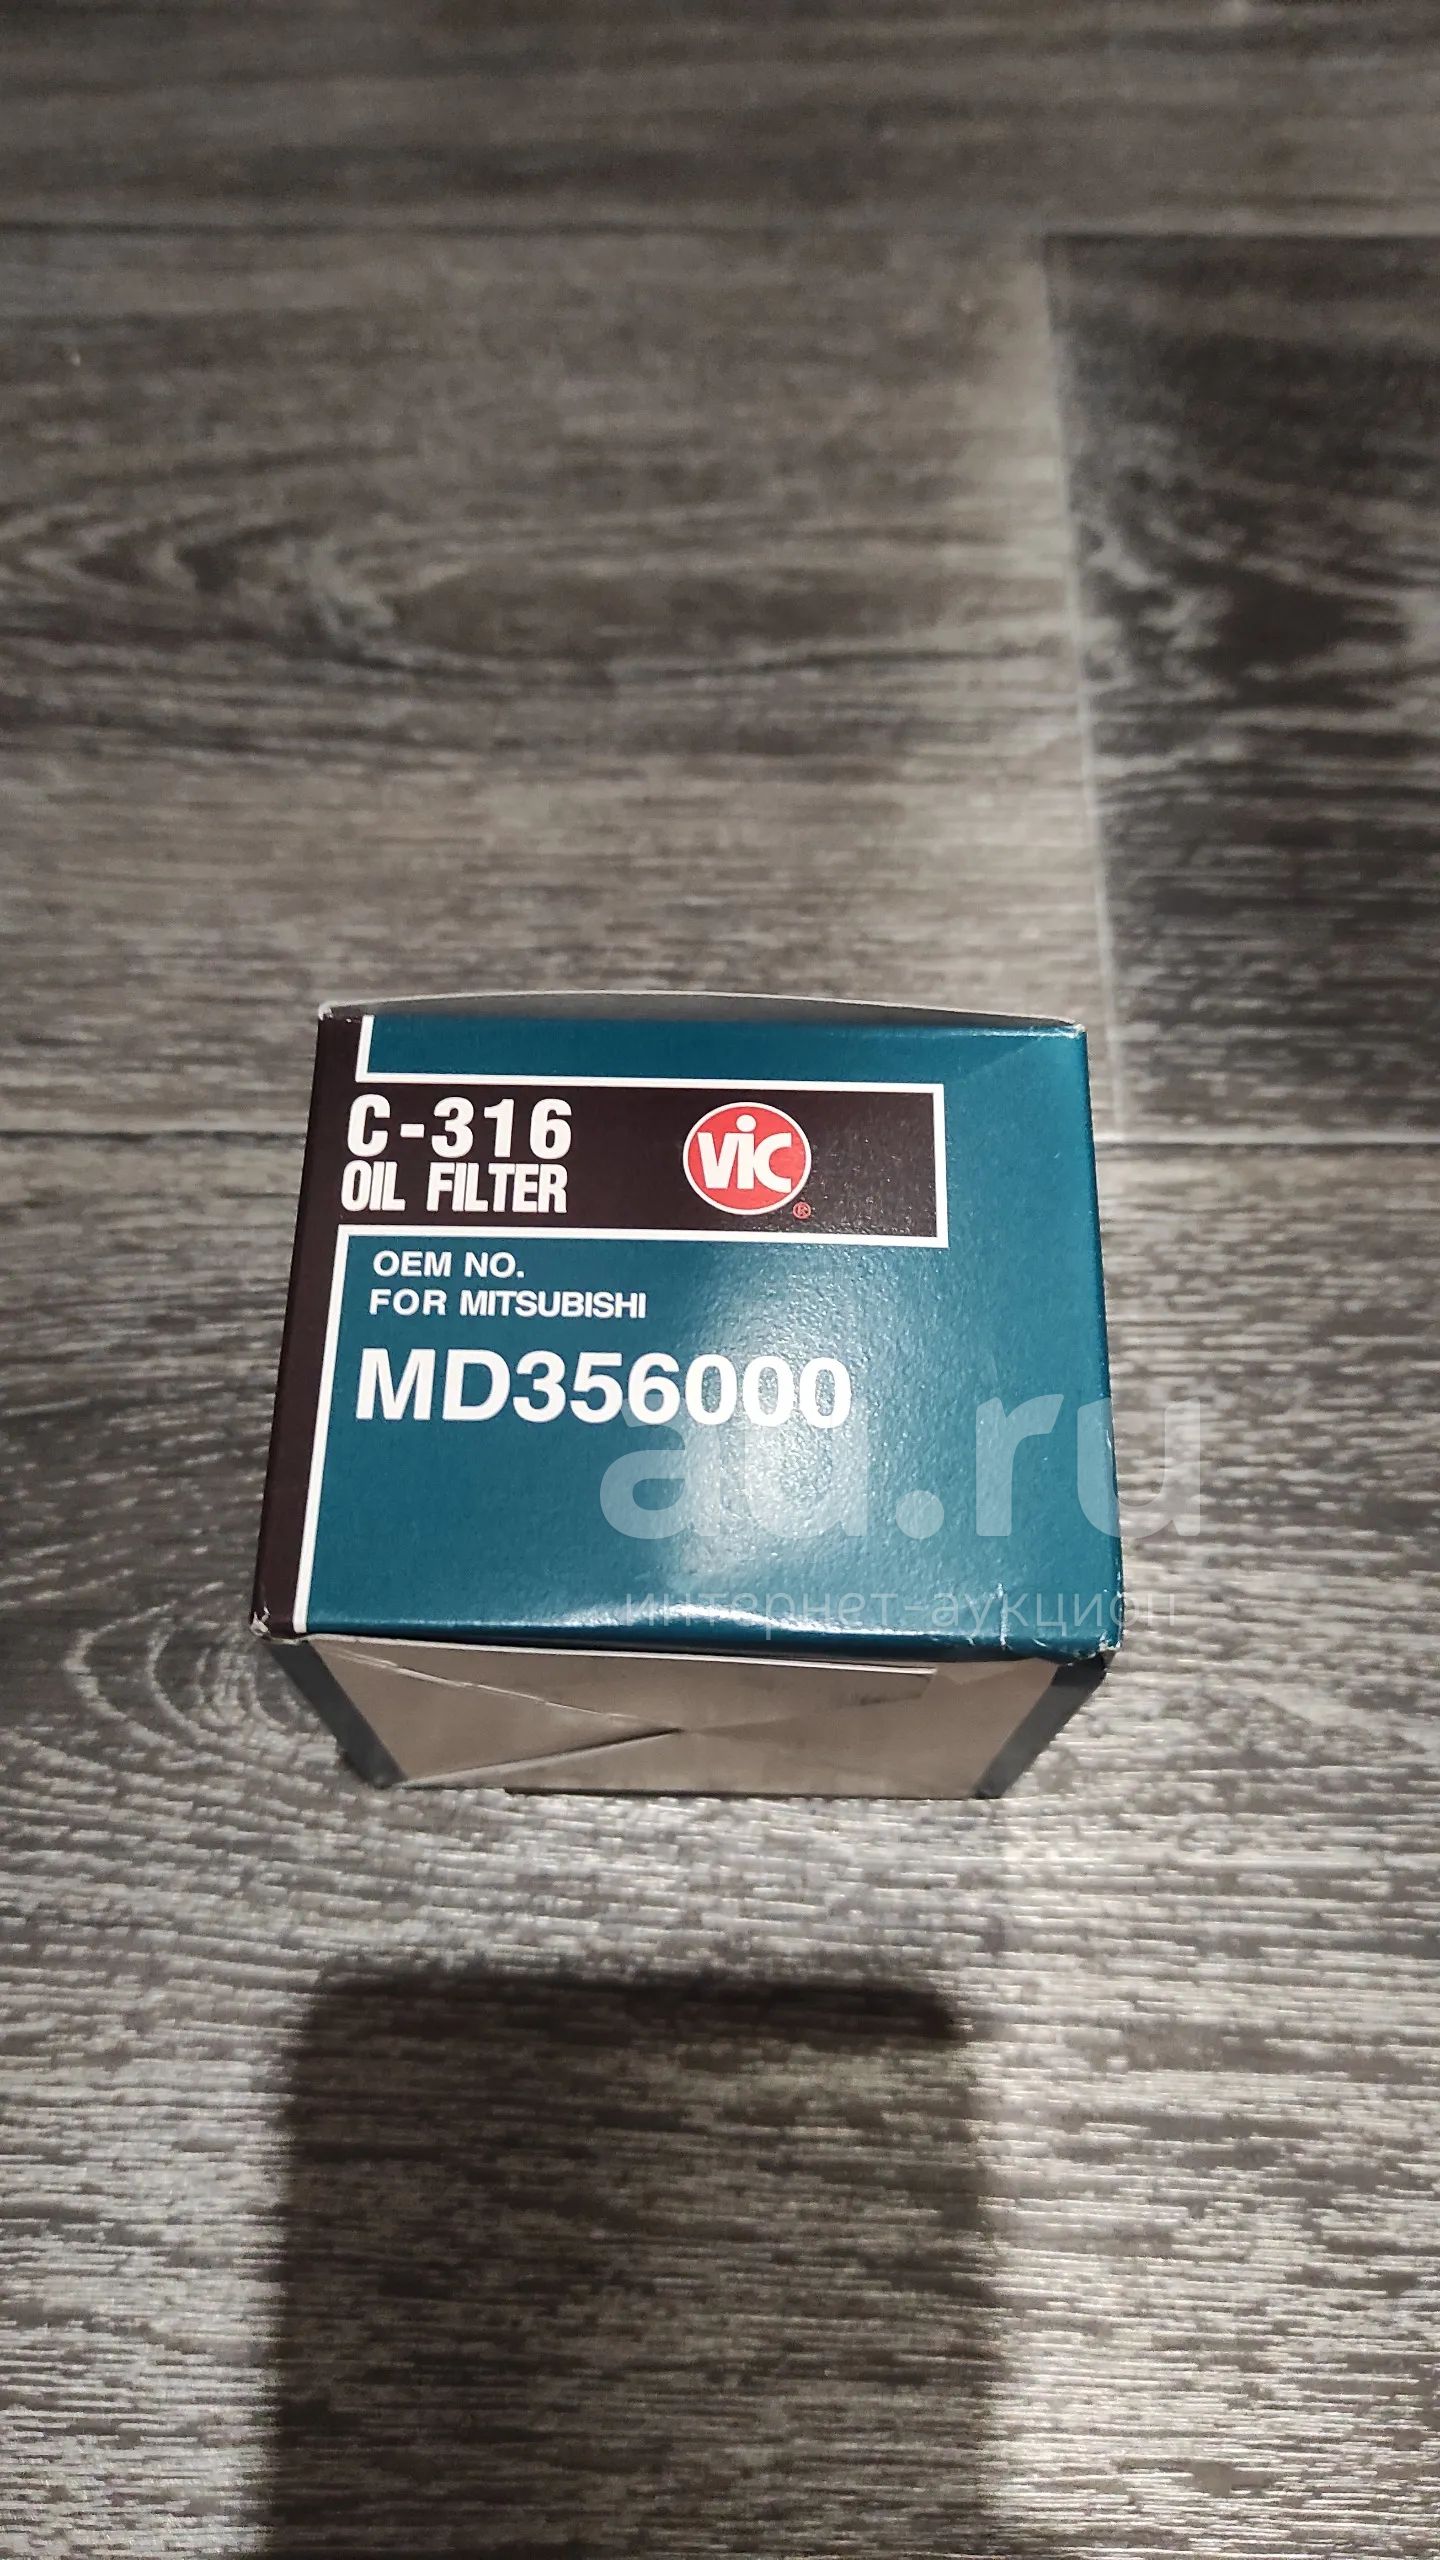 C-316
OIL FILTER
ViC
®
OEM NO.
FOR MITSUBISHI
MD356000
au.ru
интернет-аукцион